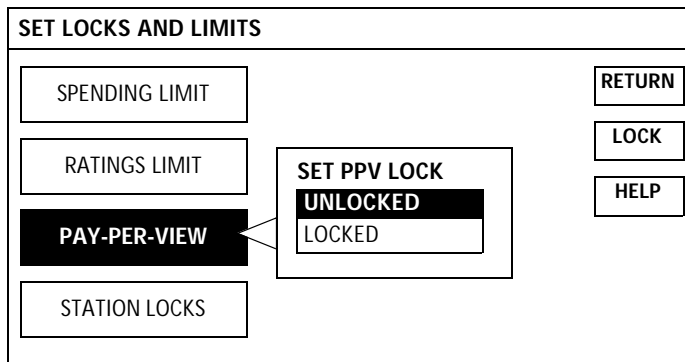 SET LOCKS AND LIMITS
SPENDING LIMIT
RATINGS LIMIT
PAY-PER-VIEW
STATION LOCKS
SET PPV LOCK
UNLOCKED
LOCKED
RETURN
LOCK
HELP